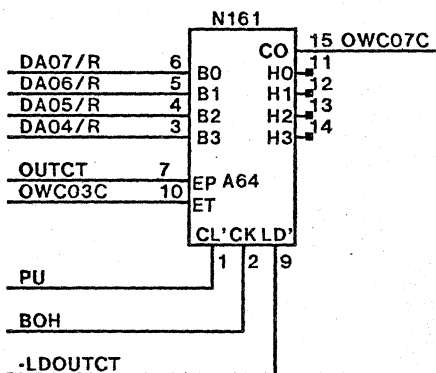 N161
CO 15 OWC07C
DA07/R 6 B0 H0 11
DA06/R 5 B1 H1 12
DA05/R 4 B2 H2 13
DA04/R 3 B3 H3 14
OUTCT 7 EP A64
OWC03C 10 ET
CL' CK LD'
1 2 9
PU
BOH
-LDOUTCT